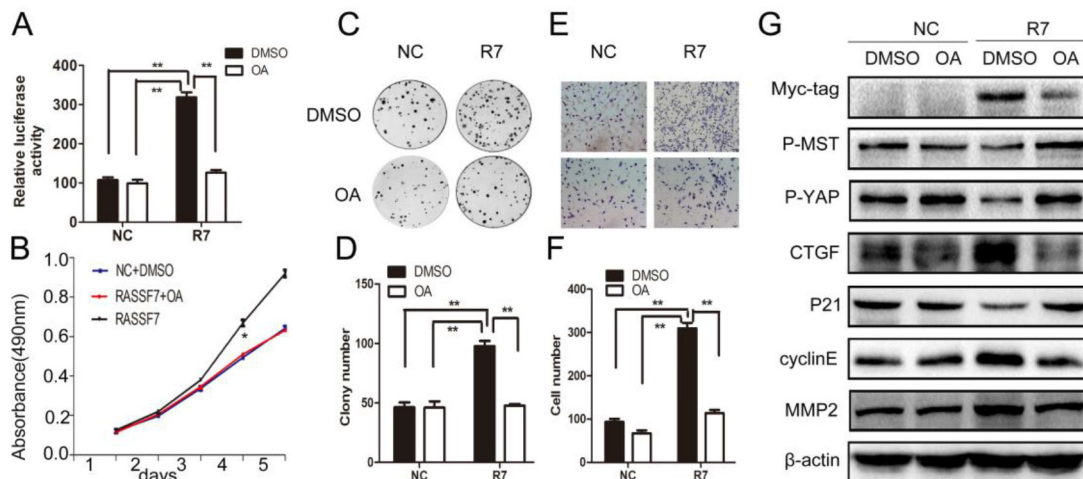 A
DMSO
OA
**
**
**
Relative luciferase
activity
400
300
200
100
0
NC
R7
B
NC+DMSO
RASSF7+OA
RASSF7
*
Absorbance(490nm)
1.0
0.8
0.6
0.4
0.2
0.0
1 2 3 4 5
days
C
NC R7
DMSO
OA
D
DMSO
OA
**
**
**
Clony number
150
100
50
0
NC R7
E
NC R7
F
DMSO
OA
**
**
**
Cell number
400
300
200
100
0
NC R7
G
NC R7
DMSO OA DMSO OA
Myc-tag
P-MST
P-YAP
CTGF
P21
cyclinE
MMP2
β-actin